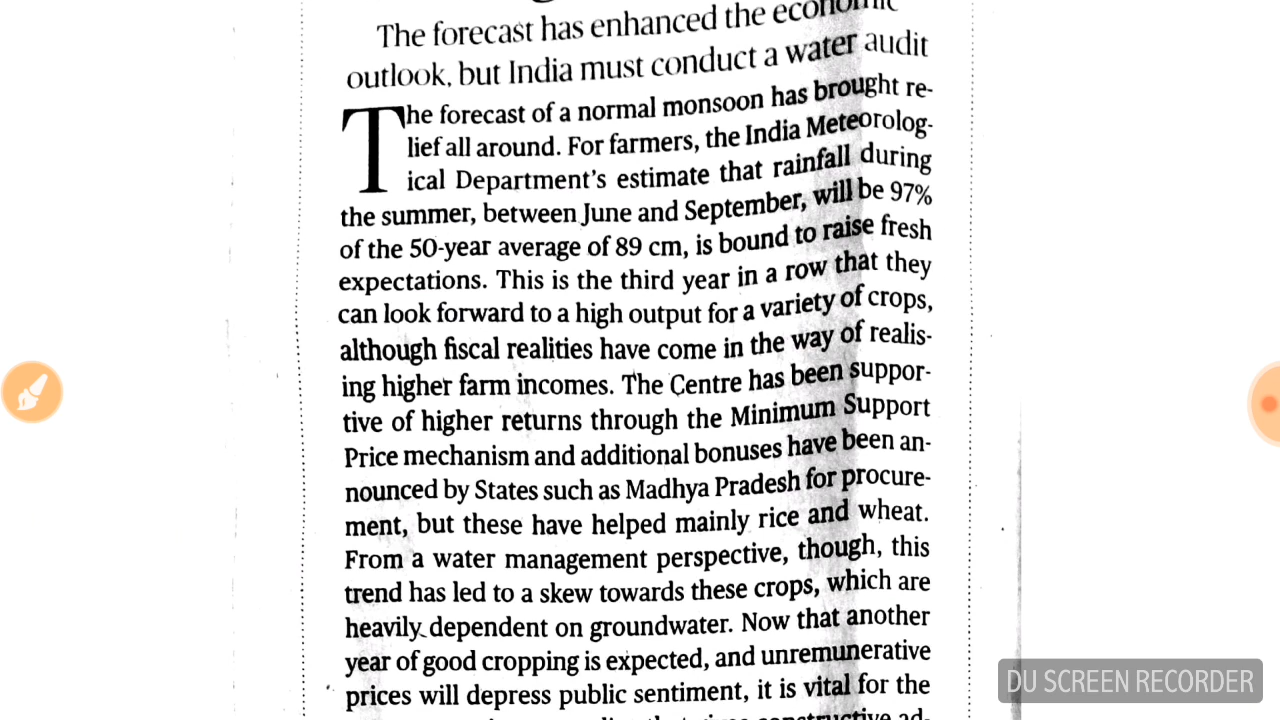 The forecast has enhanced the economic
outlook, but India must conduct a water audit
The forecast of a normal monsoon has brought re-
lief all around. For farmers, the India Meteorolog-
ical Department's estimate that rainfall during
the summer, between June and September, will be 97%
of the 50-year average of 89 cm, is bound to raise fresh
expectations. This is the third year in a row that they
can look forward to a high output for a variety of crops,
although fiscal realities have come in the way of realis-
ing higher farm incomes. The Centre has been suppor-
tive of higher returns through the Minimum Support
Price mechanism and additional bonuses have been an-
nounced by States such as Madhya Pradesh for procure-
ment, but these have helped mainly rice and wheat.
From a water management perspective, though, this
trend has led to a skew towards these crops, which are
heavily dependent on groundwater. Now that another
year of good cropping is expected, and unremunerative
prices will depress public sentiment, it is vital for the
constructive ad-
DU SCREEN RECORDER